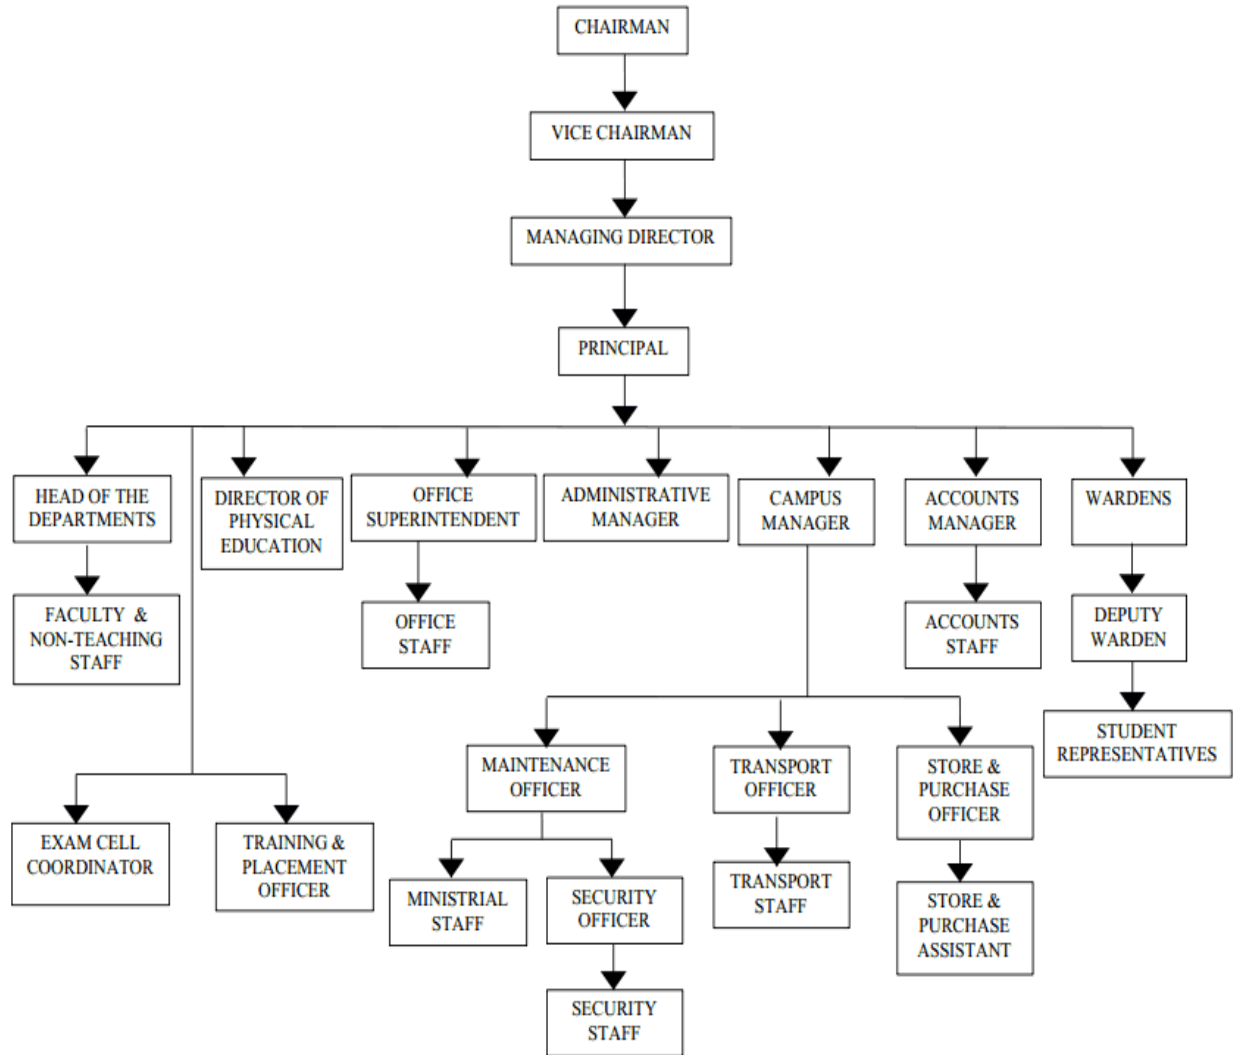 CHAIRMAN
VICE CHAIRMAN
MANAGING DIRECTOR
PRINCIPAL
HEAD OF THE
DEPARTMENTS
DIRECTOR OF
PHYSICAL
EDUCATION
OFFICE
SUPERINTENDENT
ADMINISTRATIVE
MANAGER
CAMPUS
MANAGER
ACCOUNTS
MANAGER
WARDENS
FACULTY &
NON-TEACHING
STAFF
OFFICE
STAFF
ACCOUNTS
STAFF
DEPUTY
WARDEN
STUDENT
REPRESENTATIVES
MAINTENANCE
OFFICER
TRANSPORT
OFFICER
STORE &
PURCHASE
OFFICER
EXAM CELL
COORDINATOR
TRAINING &
PLACEMENT
OFFICER
MINISTRIAL
STAFF
SECURITY
OFFICER
TRANSPORT
STAFF
STORE &
PURCHASE
ASSISTANT
SECURITY
STAFF